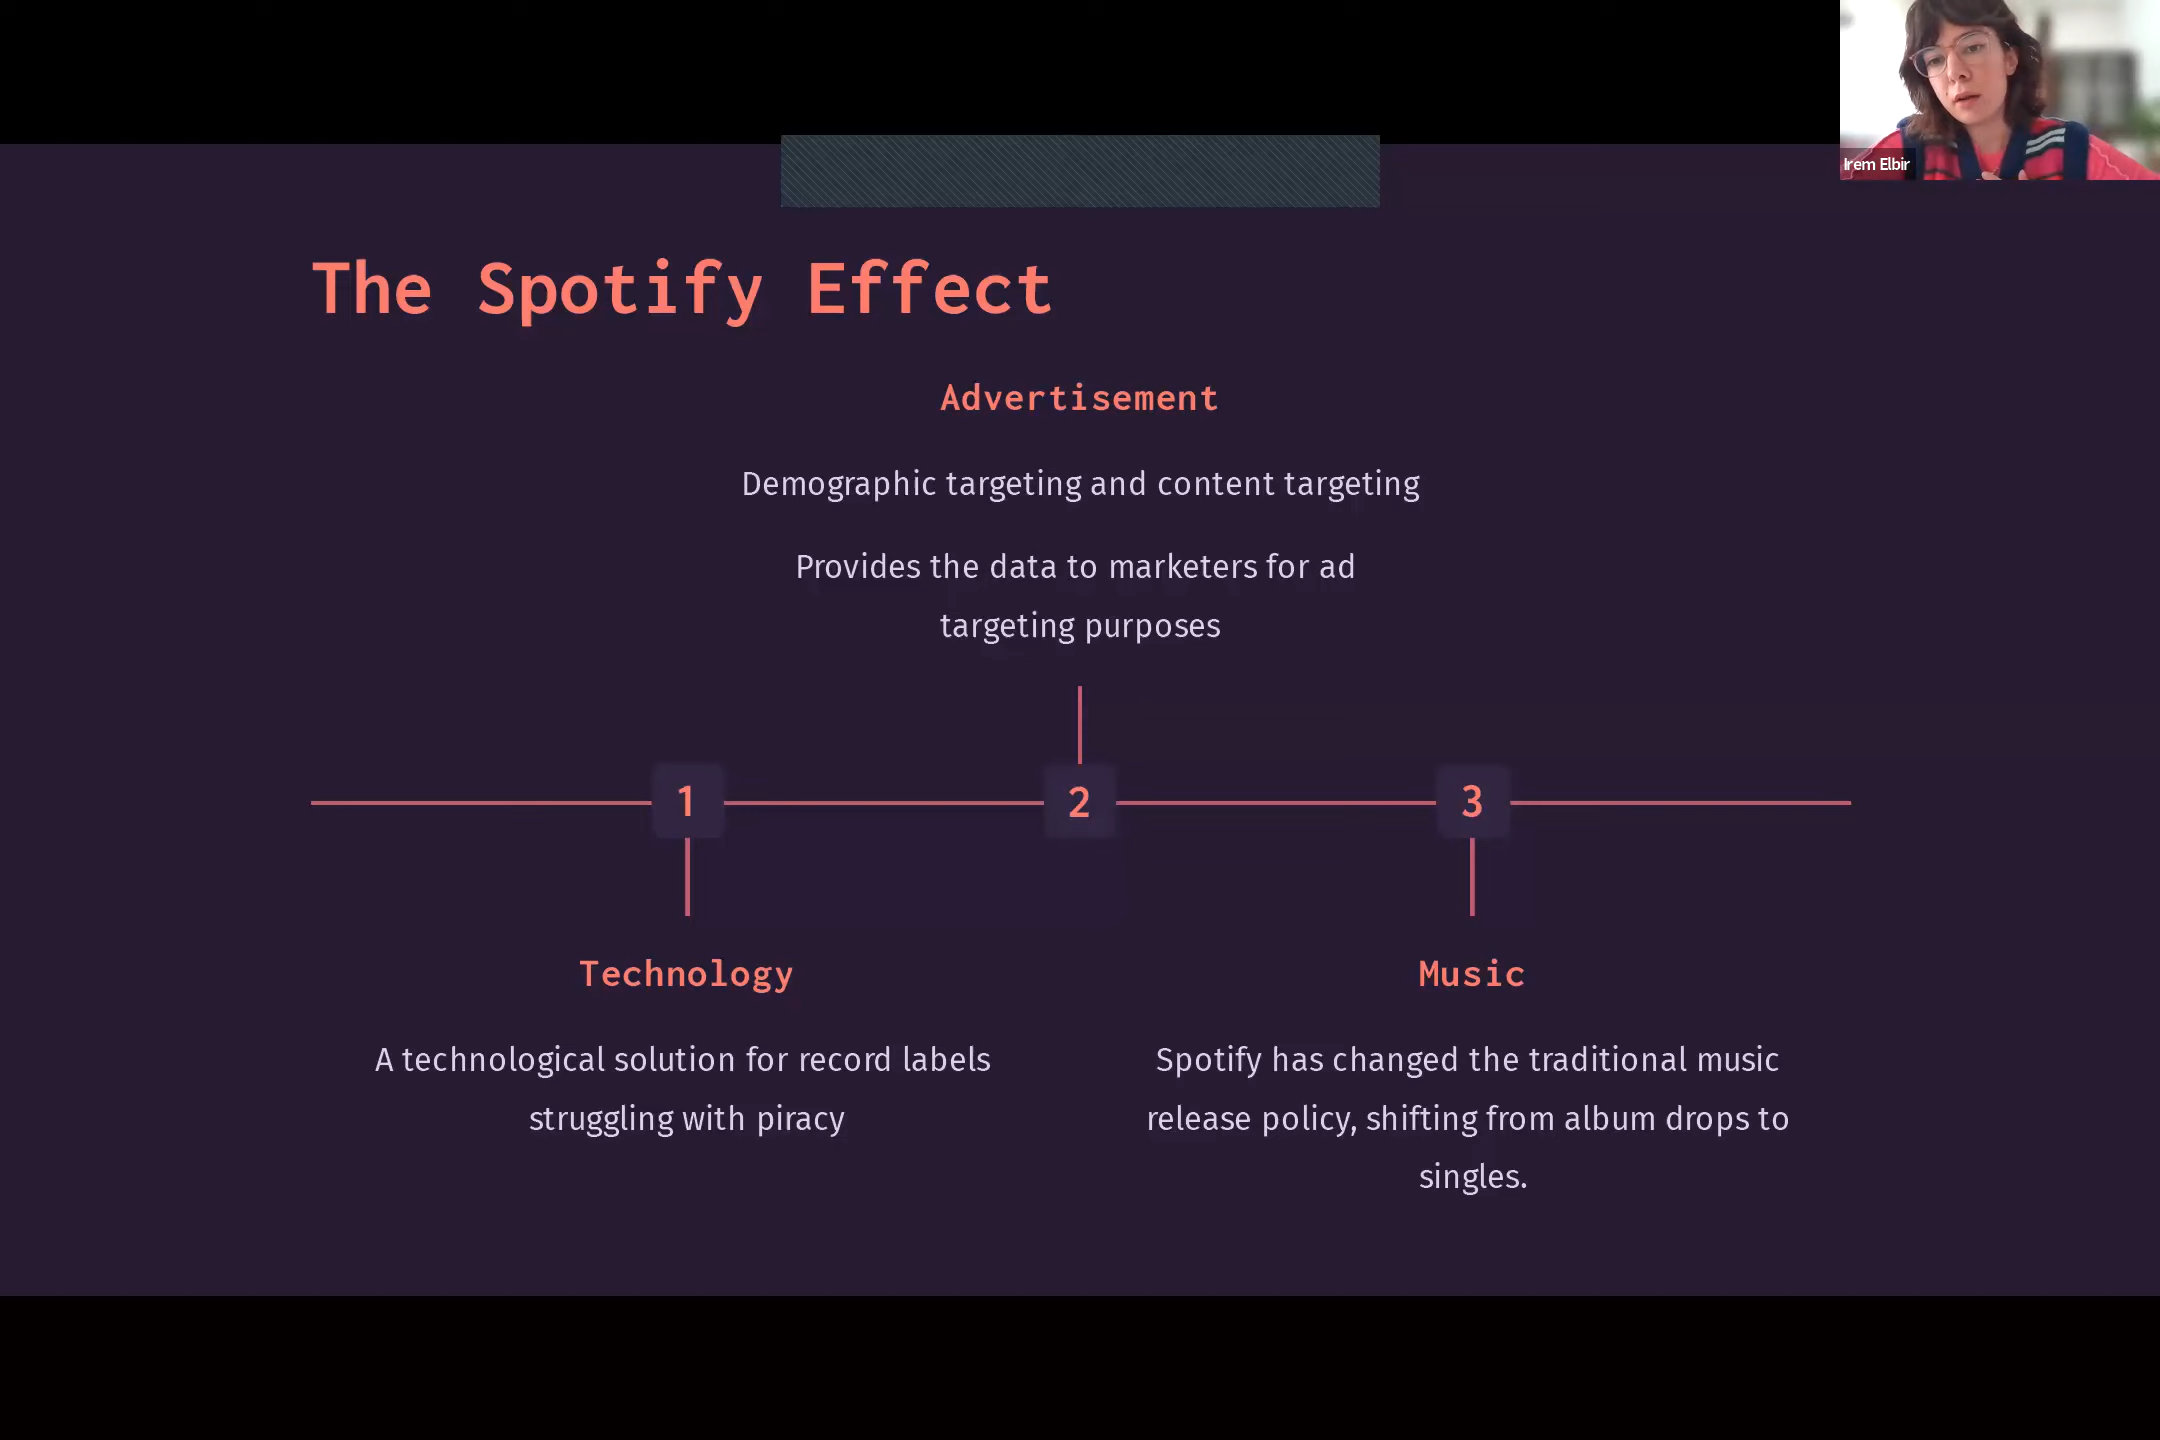 Irem Elbir
The Spotify Effect
Advertisement
Demographic targeting and content targeting
Provides the data to marketers for ad
targeting purposes
1
2
3
Technology
A technological solution for record labels
struggling with piracy
Music
Spotify has changed the traditional music
release policy, shifting from album drops to
singles.